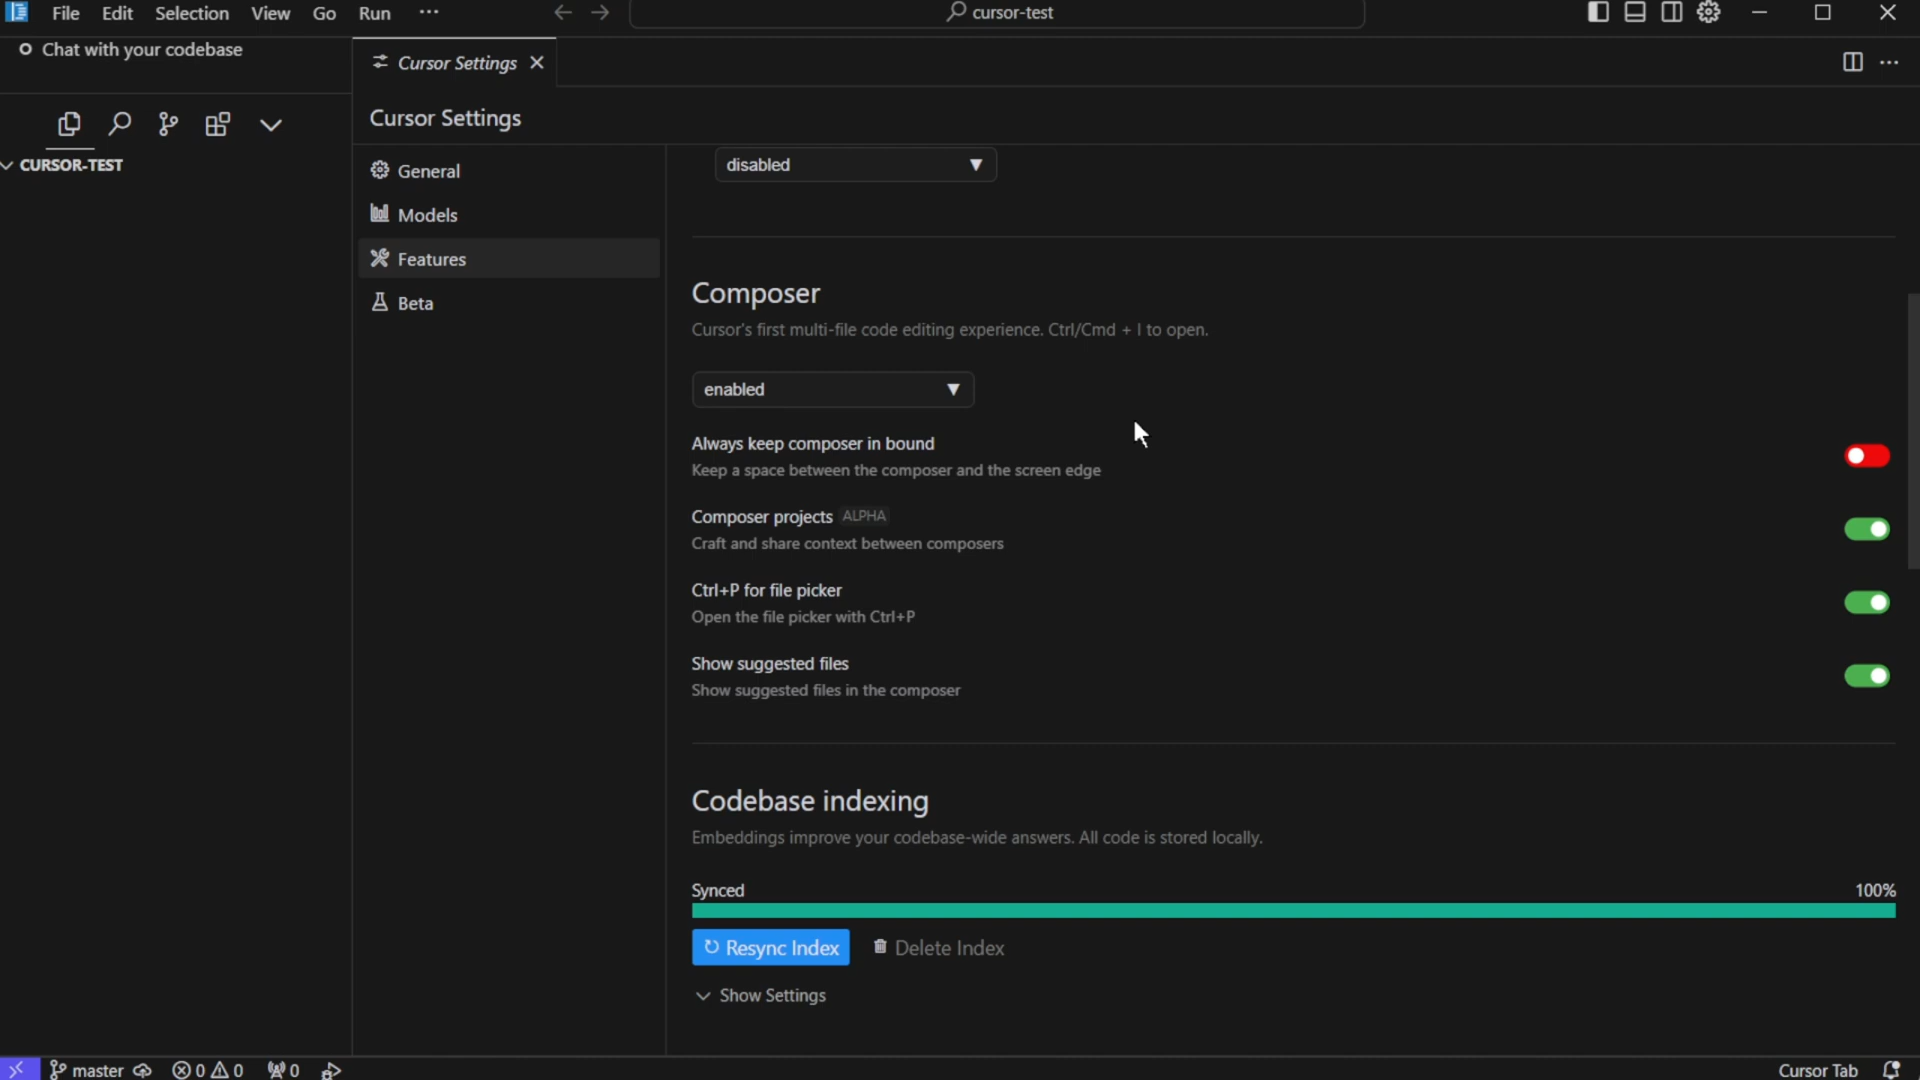 File Edit Selection View Go Run ···
cursor-test
Chat with your codebase
Cursor Settings
CURSOR-TEST
Cursor Settings
General
Models
Features
Beta
disabled
Composer
Cursor's first multi-file code editing experience. Ctrl/Cmd + I to open.
enabled
Always keep composer in bound
Keep a space between the composer and the screen edge
Composer projects ALPHA
Craft and share context between composers
Ctrl+P for file picker
Open the file picker with Ctrl+P
Show suggested files
Show suggested files in the composer
Codebase indexing
Embeddings improve your codebase-wide answers. All code is stored locally.
Synced 100%
Resync Index Delete Index
Show Settings
master 0 0 0 Cursor Tab